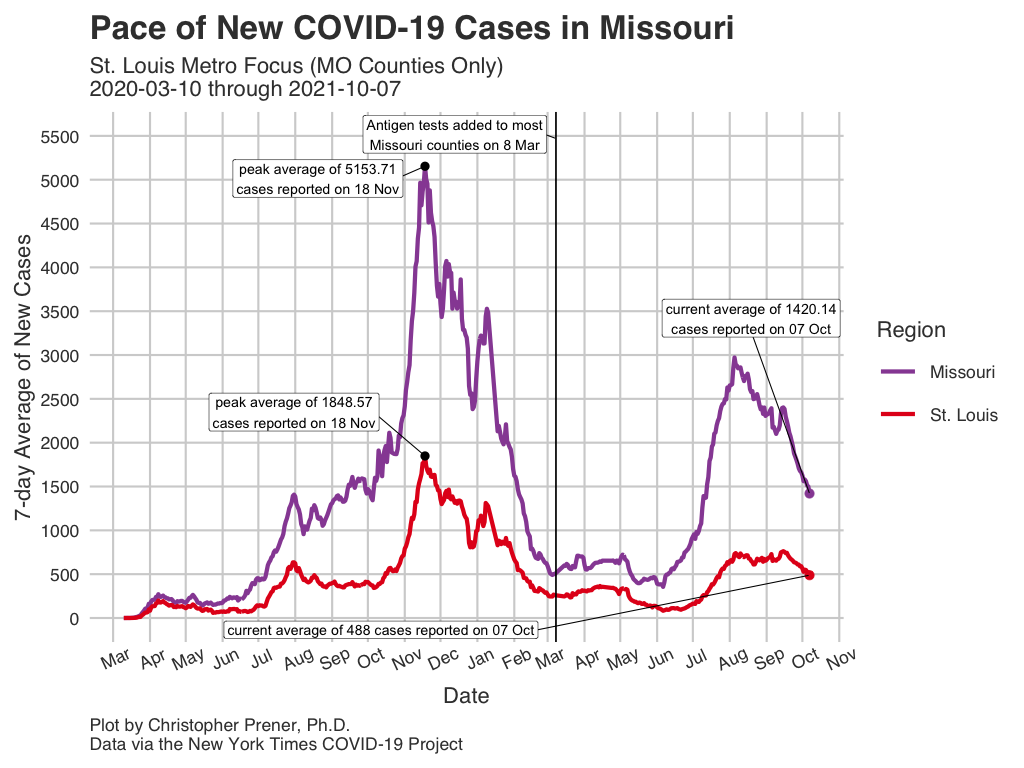 Pace of New COVID-19 Cases in Missouri
St. Louis Metro Focus (MO Counties Only)
2020-03-10 through 2021-10-07
7-day Average of New Cases
5500
5000
4500
4000
3500
3000
2500
2000
1500
1000
500
0
Antigen tests added to most
Missouri counties on 8 Mar
peak average of 5153.71
cases reported on 18 Nov
current average of 1420.14
cases reported on 07 Oct
peak average of 1848.57
cases reported on 18 Nov
current average of 488 cases reported on 07 Oct
Region
Missouri
St. Louis
Mar Apr May Jun Jul Aug Sep Oct Nov Dec Jan Feb Mar Apr May Jun Jul Aug Sep Oct Nov
Date
Plot by Christopher Prener, Ph.D.
Data via the New York Times COVID-19 Project